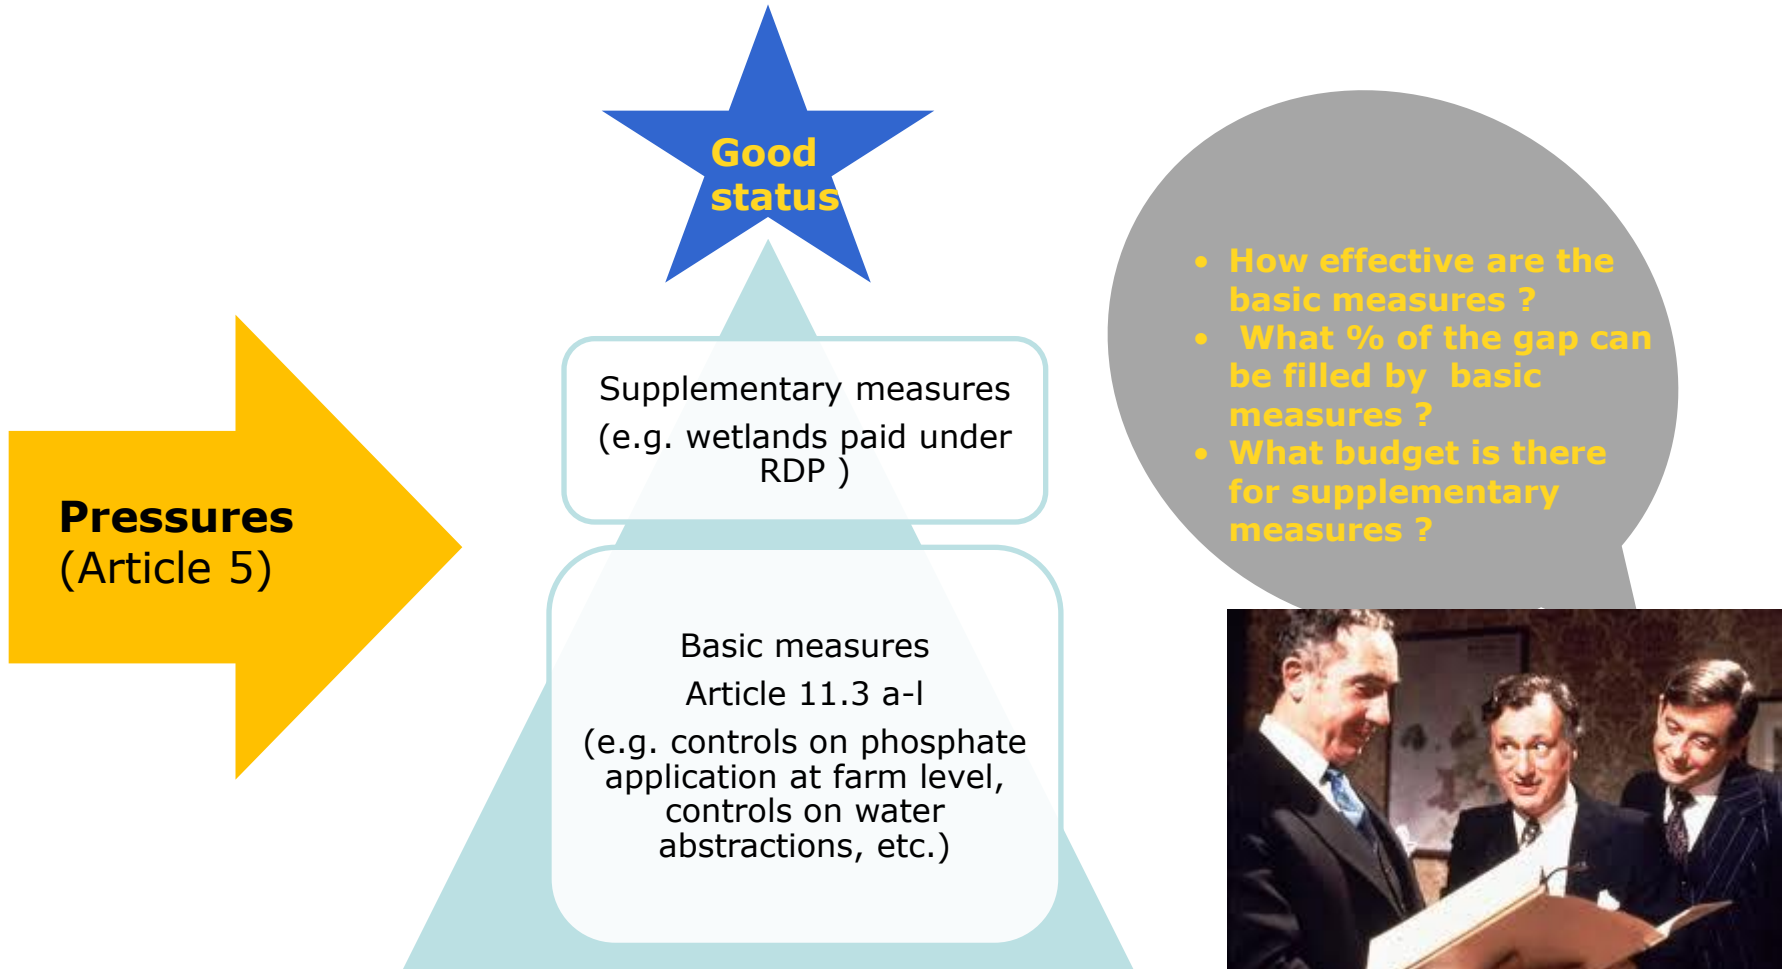 Good
status
Supplementary measures
(e.g. wetlands paid under
RDP )
Pressures
(Article 5)
Basic measures
Article 11.3 a-l
(e.g. controls on phosphate
application at farm level,
controls on water
abstractions, etc.)
• How effective are the
basic measures ?
• What % of the gap can
be filled by basic
measures ?
• What budget is there
for supplementary
measures ?